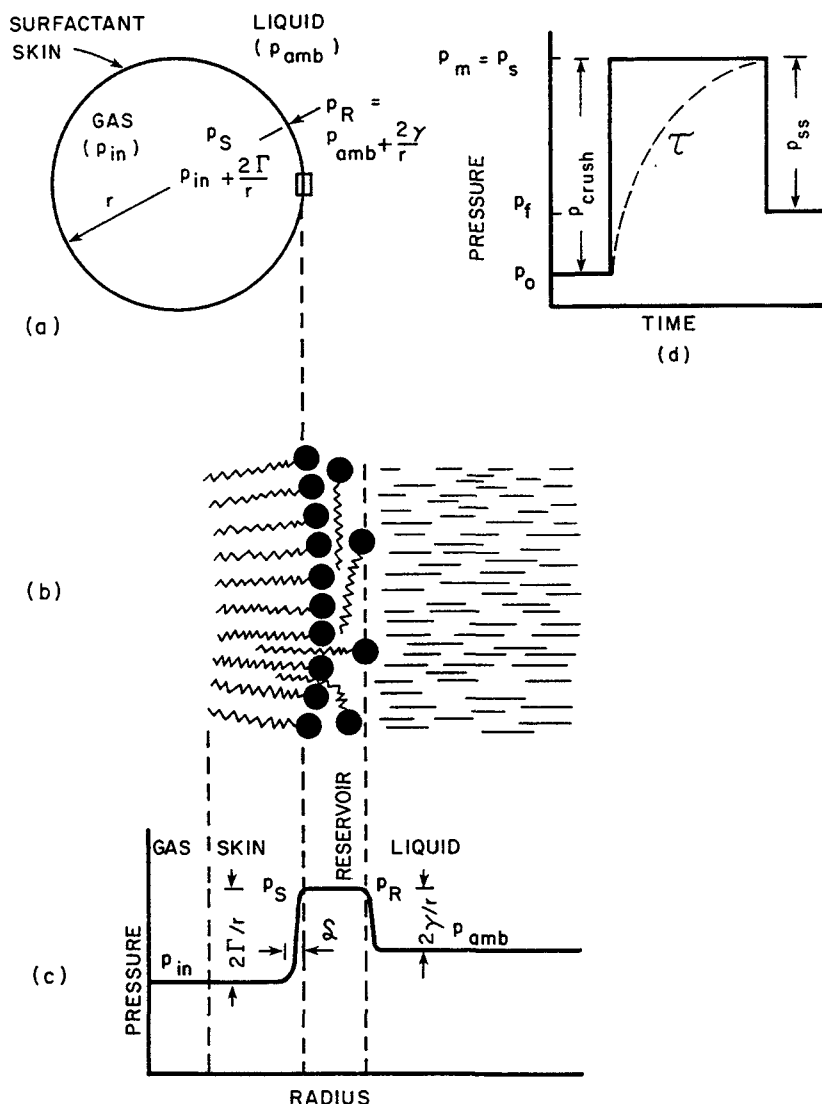 SURFACTANT
SKIN
LIQUID
(p_amb)
GAS
(p_in)
p_S
p_R =
p_amb + 2γ/r
p_in + 2Γ/r
r
(a)
PRESSURE
p_m = p_s
p_f
p_o
p_crush
τ
p_ss
TIME
(d)
(b)
RESERVOIR
GAS
SKIN
LIQUID
p_S
p_R
2Γ/r
2γ/r
p_amb
p_in
PRESSURE
(c)
RADIUS